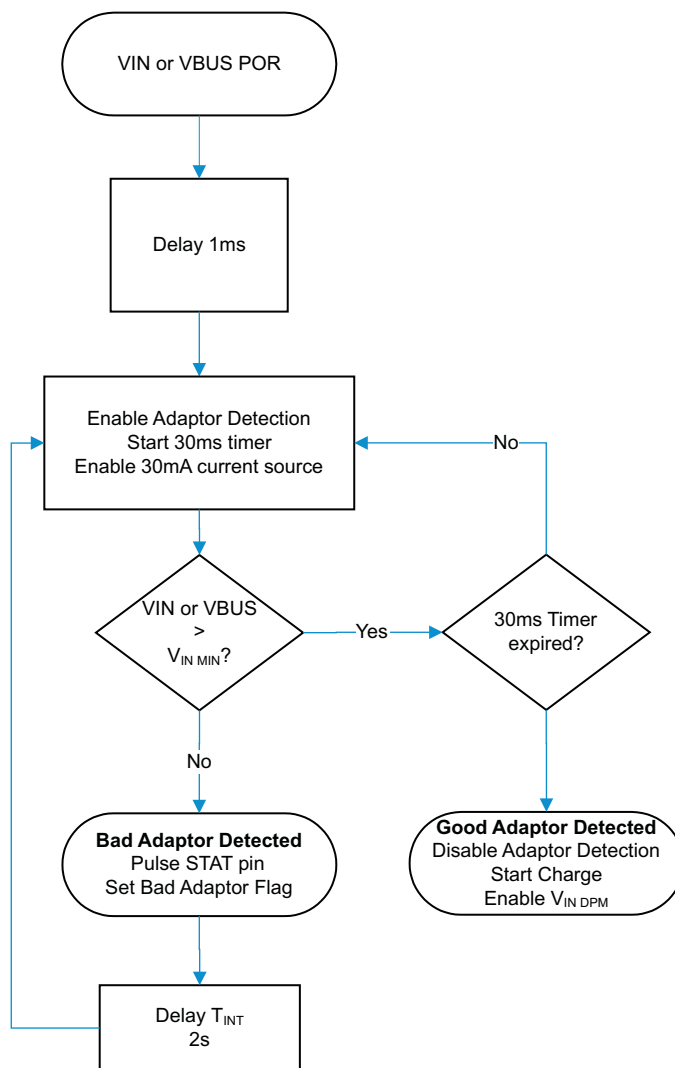 VIN or VBUS POR
Delay 1ms
Enable Adaptor Detection
Start 30ms timer
Enable 30mA current source
No
VIN or VBUS
>
VIN MIN?
Yes
30ms Timer
expired?
No
Bad Adaptor Detected
Pulse STAT pin
Set Bad Adaptor Flag
Good Adaptor Detected
Disable Adaptor Detection
Start Charge
Enable VIN DPM
Delay TINT
2s